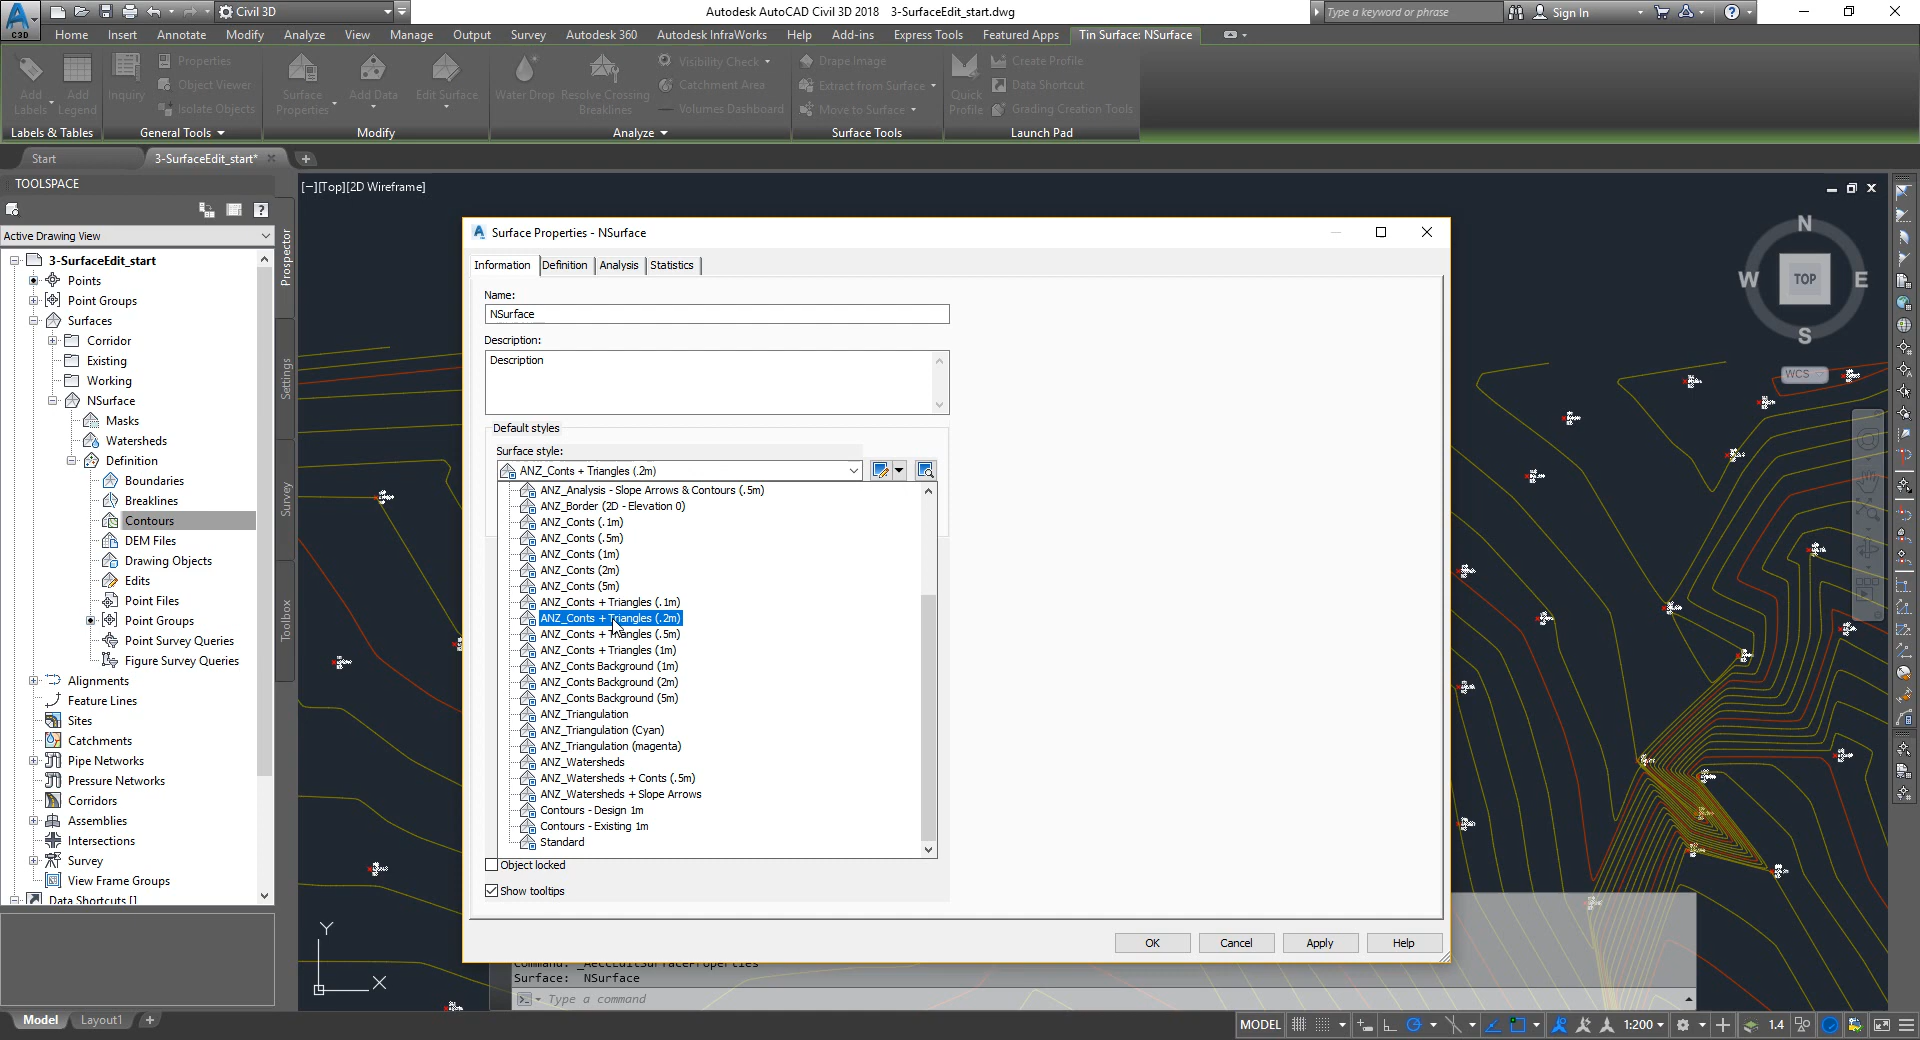 C3D
Civil 3D
Autodesk AutoCAD Civil 3D 2018 3-SurfaceEdit_start.dwg
Type a keyword or phrase
Sign In
Home Insert Annotate Modify Analyze View Manage Output Survey Autodesk 360 Autodesk InfraWorks Help Add-ins Express Tools Featured Apps Tin Surface: NSurface
Add Labels
Add Legend
Inquiry
Properties
Object Viewer
Isolate Objects
Surface Properties
Add Data
Edit Surface
Water Drop
Resolve Crossing Breaklines
Visibility Check
Catchment Area
Volumes Dashboard
Drape Image
Extract from Surface
Move to Surface
Quick Profile
Create Profile
Data Shortcut
Grading Creation Tools
Labels & Tables General Tools Modify Analyze Surface Tools Launch Pad
Start
3-SurfaceEdit_start*
TOOLSPACE
[−][Top][2D Wireframe]
Active Drawing View
Prospector
Settings
Survey
Toolbox
3-SurfaceEdit_start
Points
Point Groups
Surfaces
Corridor
Existing
Working
NSurface
Masks
Watersheds
Definition
Boundaries
Breaklines
Contours
DEM Files
Drawing Objects
Edits
Point Files
Point Groups
Point Survey Queries
Figure Survey Queries
Alignments
Feature Lines
Sites
Catchments
Pipe Networks
Pressure Networks
Corridors
Assemblies
Intersections
Survey
View Frame Groups
Data Shortcuts []
Surface Properties - NSurface
Information Definition Analysis Statistics
Name:
NSurface
Description:
Description
Default styles
Surface style:
ANZ_Conts + Triangles (.2m)
ANZ_Analysis - Slope Arrows & Contours (.5m)
ANZ_Border (2D - Elevation 0)
ANZ_Conts (.1m)
ANZ_Conts (.5m)
ANZ_Conts (1m)
ANZ_Conts (2m)
ANZ_Conts (5m)
ANZ_Conts + Triangles (.1m)
ANZ_Conts + Triangles (.2m)
ANZ_Conts + Triangles (.5m)
ANZ_Conts + Triangles (1m)
ANZ_Conts Background (1m)
ANZ_Conts Background (2m)
ANZ_Conts Background (5m)
ANZ_Triangulation
ANZ_Triangulation (Cyan)
ANZ_Triangulation (magenta)
ANZ_Watersheds
ANZ_Watersheds + Conts (.5m)
ANZ_Watersheds + Slope Arrows
Contours - Design 1m
Contours - Existing 1m
Standard
Object locked
Show tooltips
OK Cancel Apply Help
N
W TOP E
S
WCS
Y
X
Command: _AeccEditSurfaceProperties
Surface: NSurface
Type a command
Model Layout1
MODEL 1:200 1.4